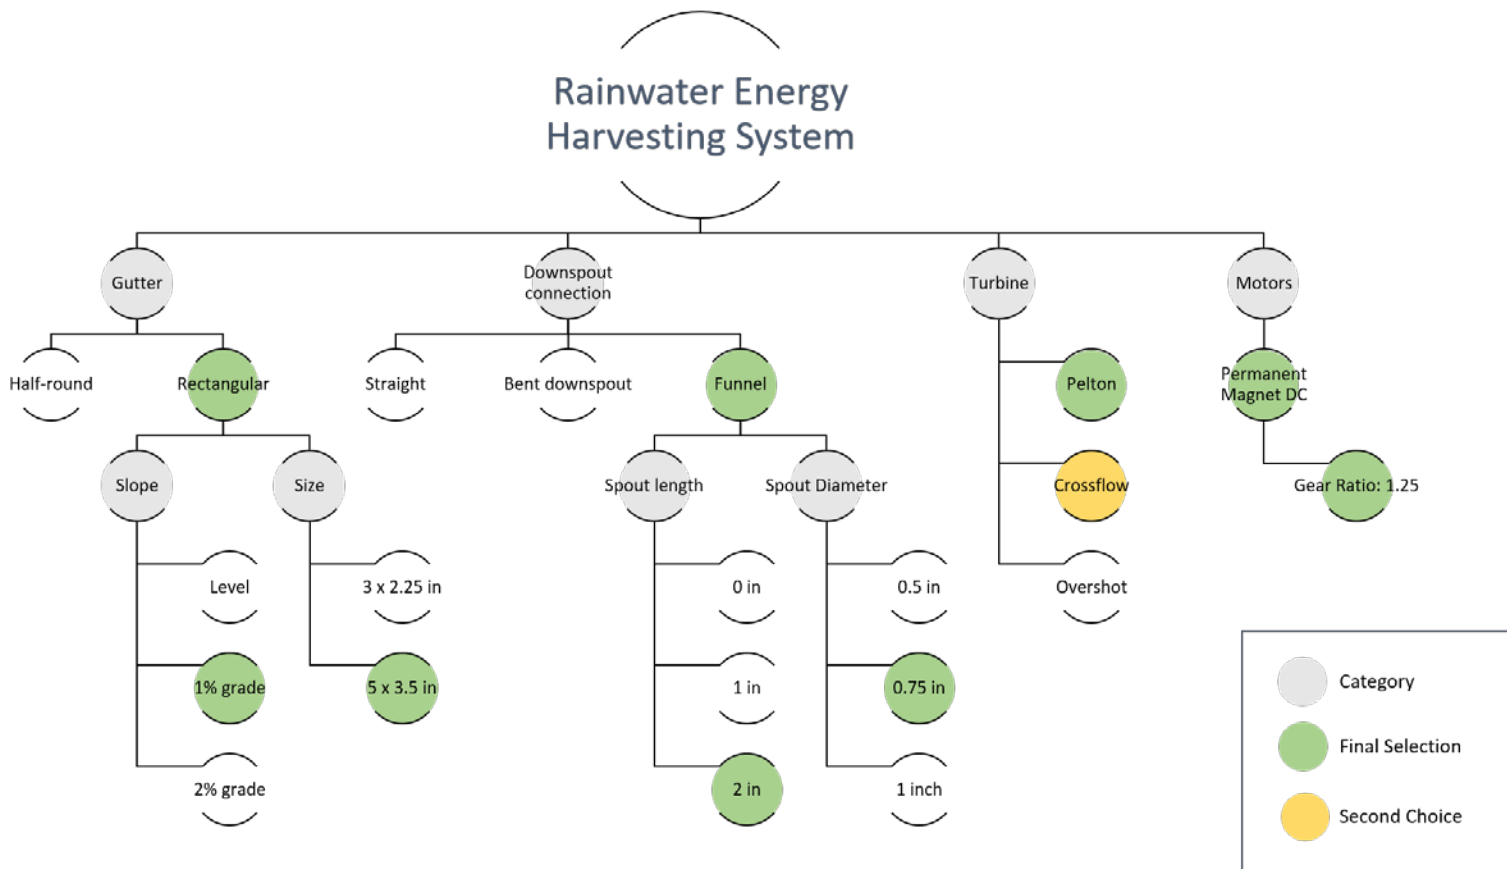 Rainwater Energy
Harvesting System
Gutter
Downspout
connection
Turbine
Motors
Half-round
Rectangular
Straight
Bent downspout
Funnel
Pelton
Permanent
Magnet DC
Slope
Size
Spout length
Spout Diameter
Crossflow
Gear Ratio: 1.25
Level
3 x 2.25 in
0 in
0.5 in
Overshot
1% grade
5 x 3.5 in
1 in
0.75 in
2% grade
2 in
1 inch
Category
Final Selection
Second Choice